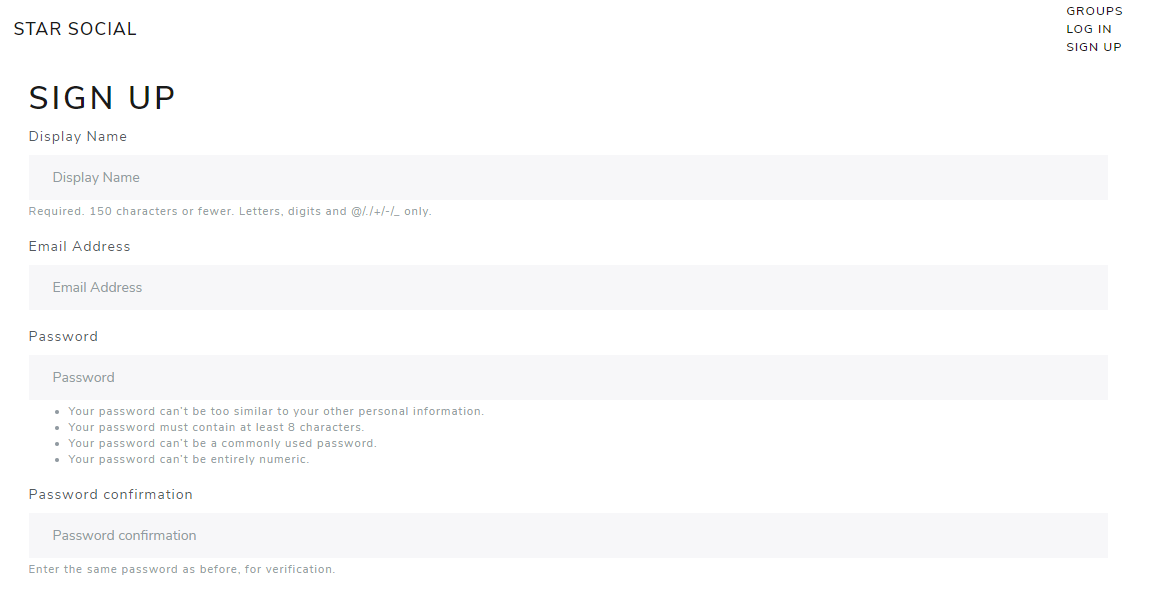 STAR SOCIAL
GROUPS
LOG IN
SIGN UP
SIGN UP
Display Name
Display Name
Required. 150 characters or fewer. Letters, digits and @/./+/-/_ only.
Email Address
Email Address
Password
Password
• Your password can't be too similar to your other personal information.
• Your password must contain at least 8 characters.
• Your password can't be a commonly used password.
• Your password can't be entirely numeric.
Password confirmation
Password confirmation
Enter the same password as before, for verification.